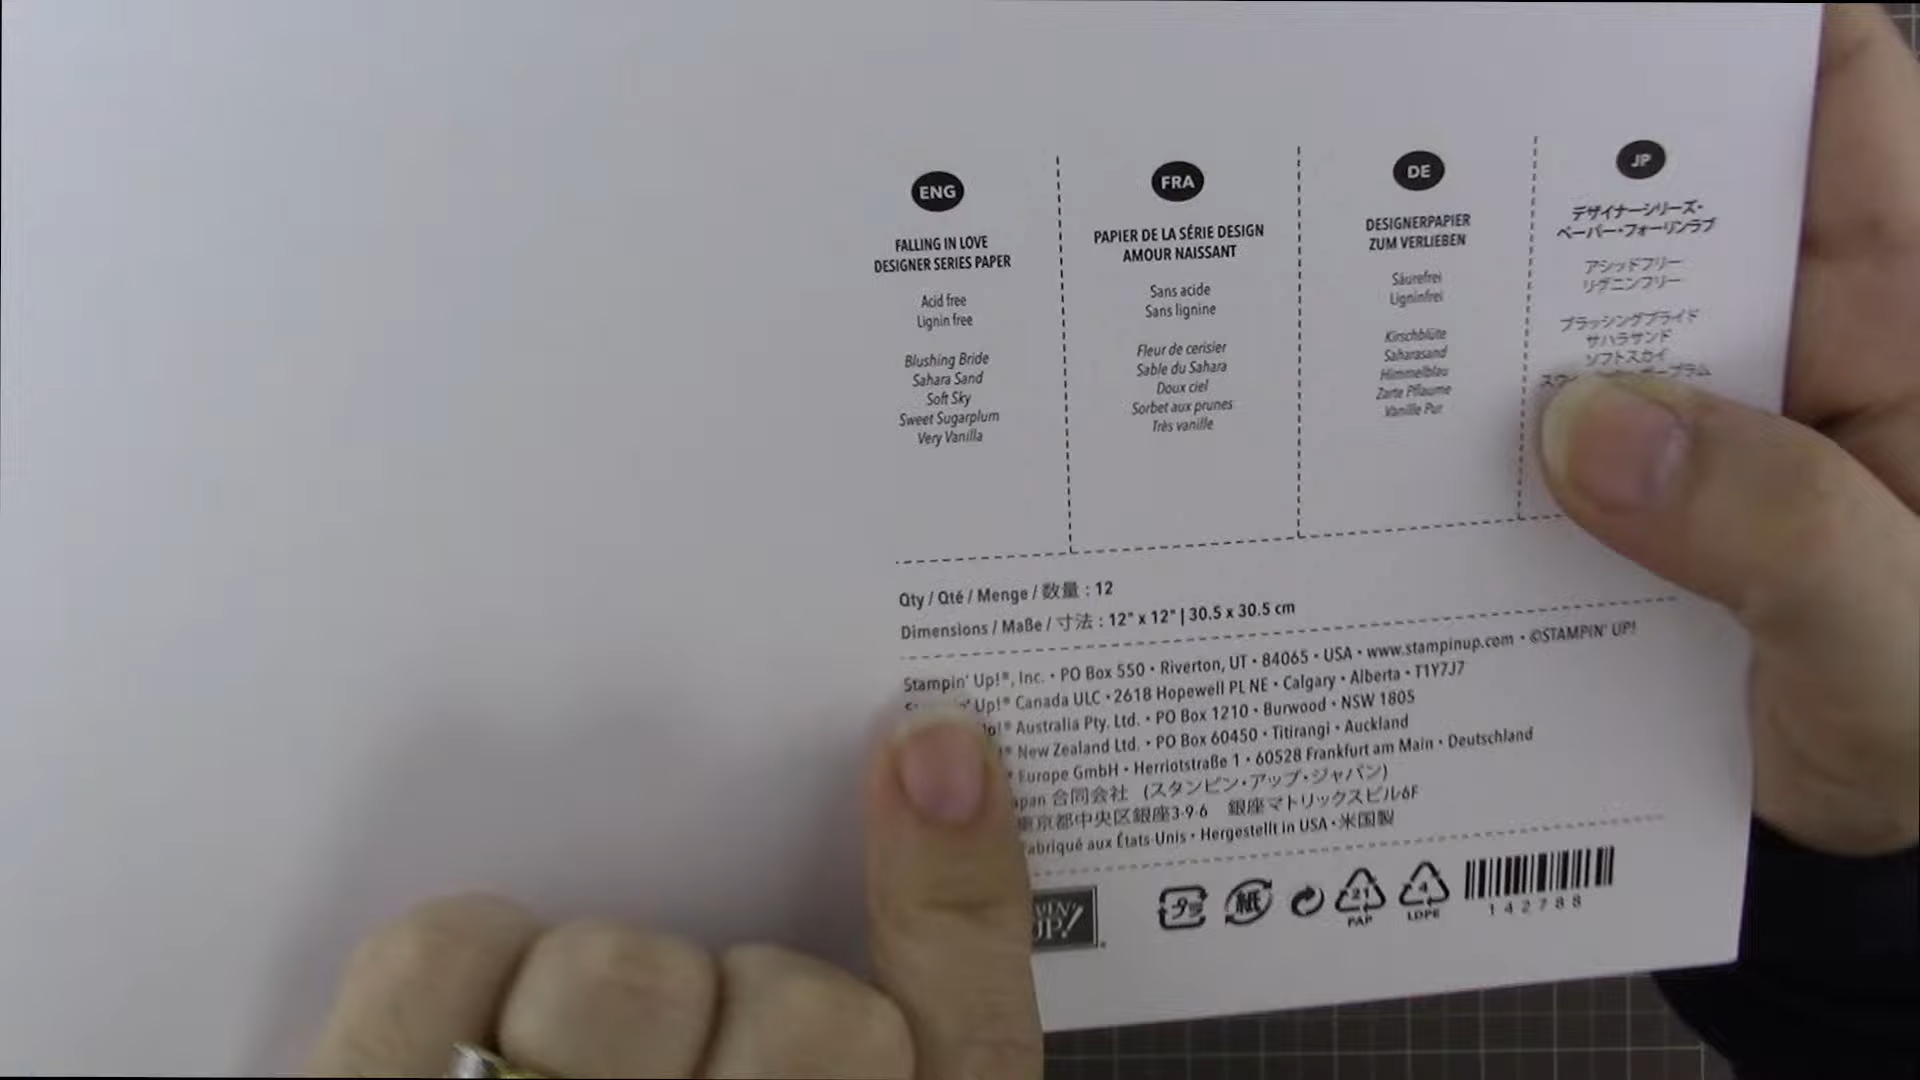 ENG
FALLING IN LOVE
DESIGNER SERIES PAPER
Acid free
Lignin free
Blushing Bride
Sahara Sand
Soft Sky
Sweet Sugarplum
Very Vanilla
FRA
PAPIER DE LA SÉRIE DESIGN
AMOUR NAISSANT
Sans acide
Sans lignine
Fleur de cerisier
Sable du Sahara
Doux ciel
Sorbet aux prunes
Très vanille
DE
DESIGNERPAPIER
ZUM VERLIEBEN
Säurefrei
Ligninfrei
Kirschblüte
Saharasand
Himmelblau
Zarte Pflaume
Vanille Pur
JP
デザイナーシリーズ・
ペーパー・フォーリンラブ
アシッドフリー
リグニンフリー
ブラッシングブライド
サハラサンド
ソフトスカイ
Qty / Qté / Menge / 数量 : 12
Dimensions / Maße / 寸法 : 12" x 12" | 30.5 x 30.5 cm
Stampin' Up!®, Inc. • PO Box 550 • Riverton, UT • 84065 • USA • www.stampinup.com • ©STAMPIN' UP!
Up!® Canada ULC • 2618 Hopewell PL NE • Calgary • Alberta • T1Y7J7
® Australia Pty. Ltd. • PO Box 1210 • Burwood • NSW 1805
® New Zealand Ltd. • PO Box 60450 • Titirangi • Auckland
® Europe GmbH • Herriotstraße 1 • 60528 Frankfurt am Main • Deutschland
合同会社 (スタンピン・アップ・ジャパン)
東京都中央区銀座3-9-6 銀座マトリックスビル6F
aux États-Unis • Hergestellt in USA • 米国製
UP!
プラ
紙
21
PAP
4
LDPE
142788